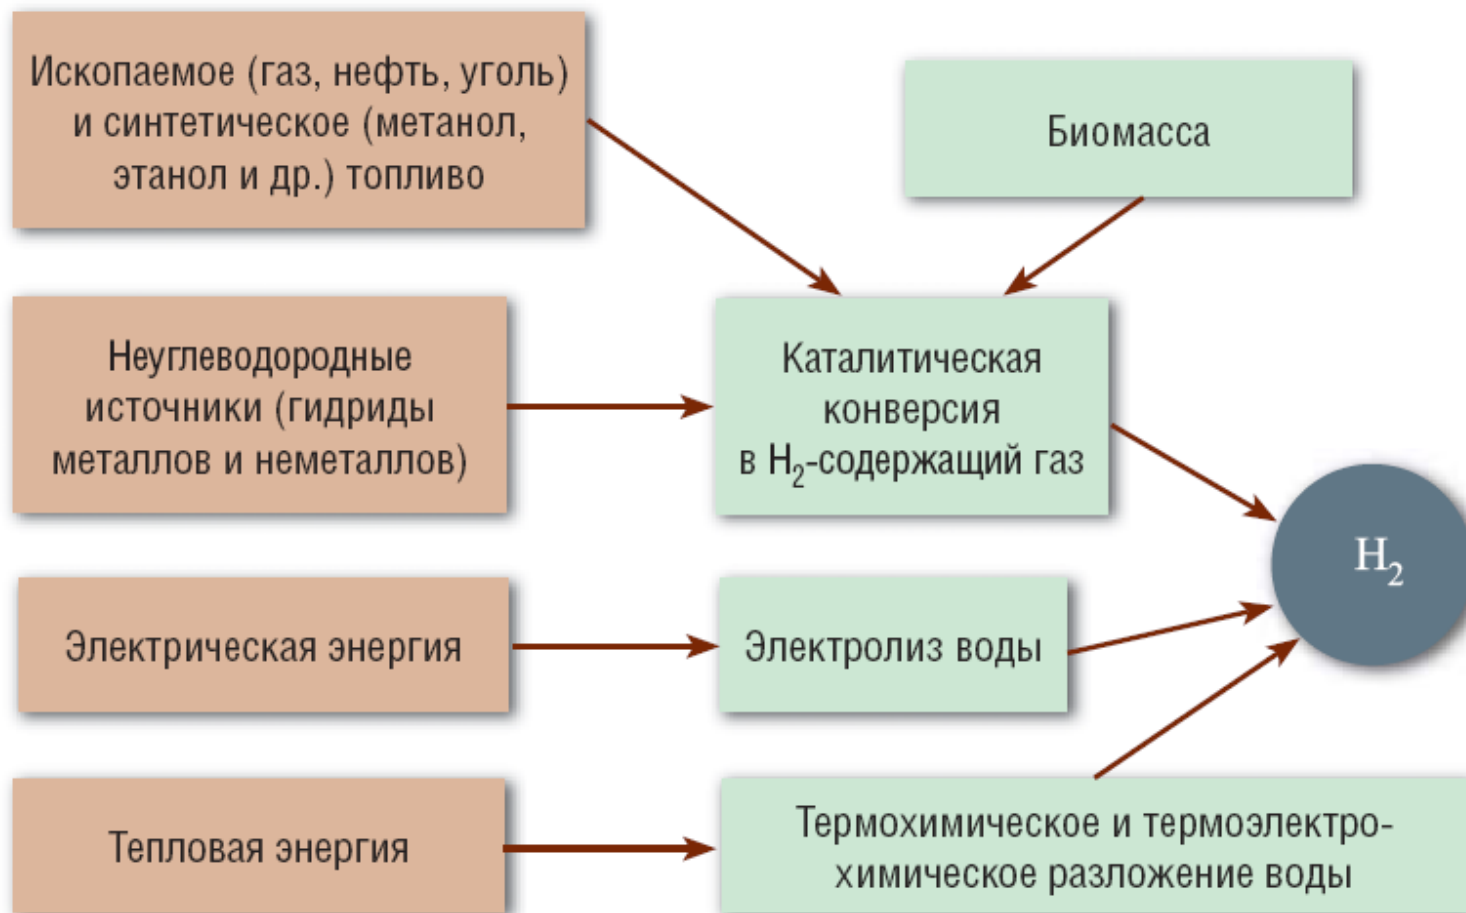 Ископаемое (газ, нефть, уголь)
и синтетическое (метанол,
этанол и др.) топливо
Биомасса
Неуглеводородные
источники (гидриды
металлов и неметаллов)
Каталитическая
конверсия
в H₂-содержащий газ
H₂
Электрическая энергия
Электролиз воды
Тепловая энергия
Термохимическое и термоэлектро-
химическое разложение воды